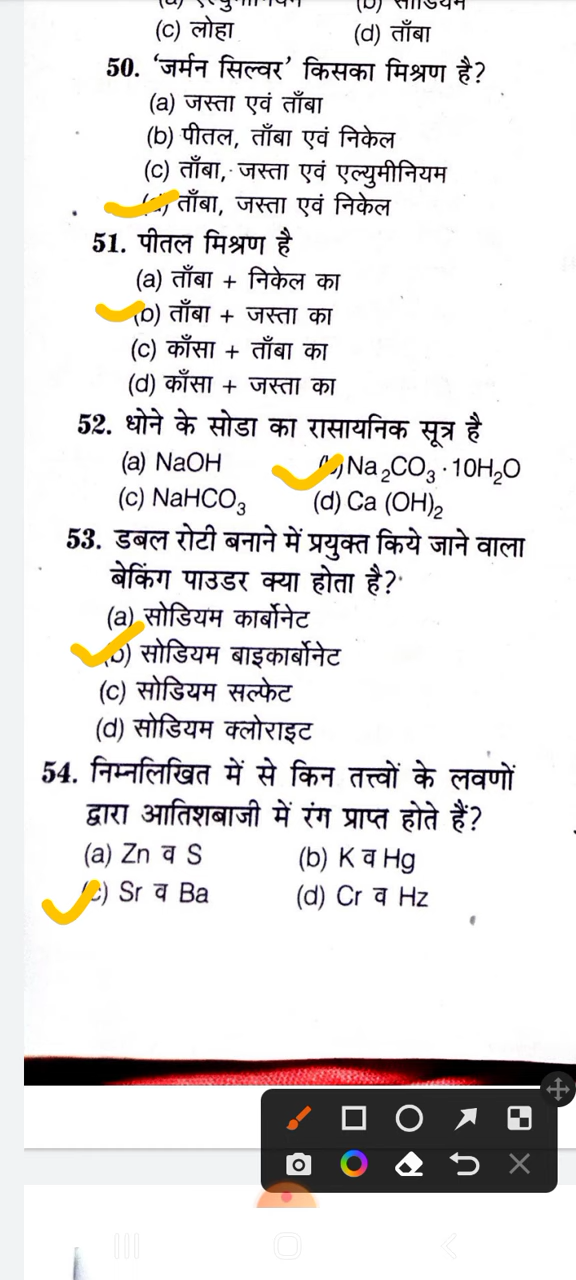 (c) लोहा (d) ताँबा
50. ‘जर्मन सिल्वर’ किसका मिश्रण है?
(a) जस्ता एवं ताँबा
(b) पीतल, ताँबा एवं निकेल
(c) ताँबा, जस्ता एवं एल्युमीनियम
ताँबा, जस्ता एवं निकेल
51. पीतल मिश्रण है
(a) ताँबा + निकेल का
(b) ताँबा + जस्ता का
(c) काँसा + ताँबा का
(d) काँसा + जस्ता का
52. धोने के सोडा का रासायनिक सूत्र है
(a) NaOH (b) Na₂CO₃·10H₂O
(c) NaHCO₃ (d) Ca (OH)₂
53. डबल रोटी बनाने में प्रयुक्त किये जाने वाला
बेकिंग पाउडर क्या होता है?
(a) सोडियम कार्बोनेट
(b) सोडियम बाइकार्बोनेट
(c) सोडियम सल्फेट
(d) सोडियम क्लोराइट
54. निम्नलिखित में से किन तत्त्वों के लवणों
द्वारा आतिशबाजी में रंग प्राप्त होते हैं?
(a) Zn व S (b) K व Hg
(c) Sr व Ba (d) Cr व Hz